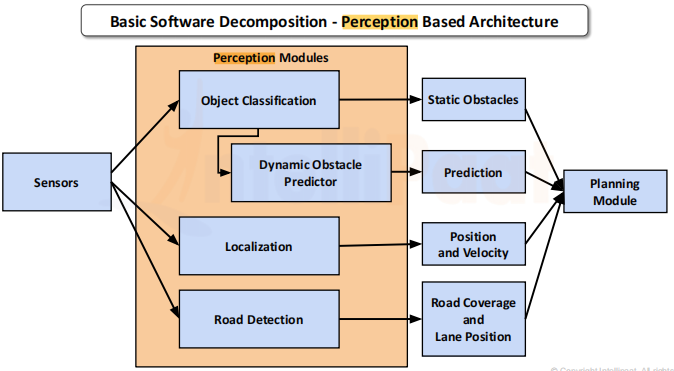 Basic Software Decomposition - Perception Based Architecture
Perception Modules
Object Classification
Static Obstacles
Dynamic Obstacle
Predictor
Prediction
Sensors
Planning
Module
Localization
Position
and Velocity
Road Detection
Road Coverage
and
Lane Position